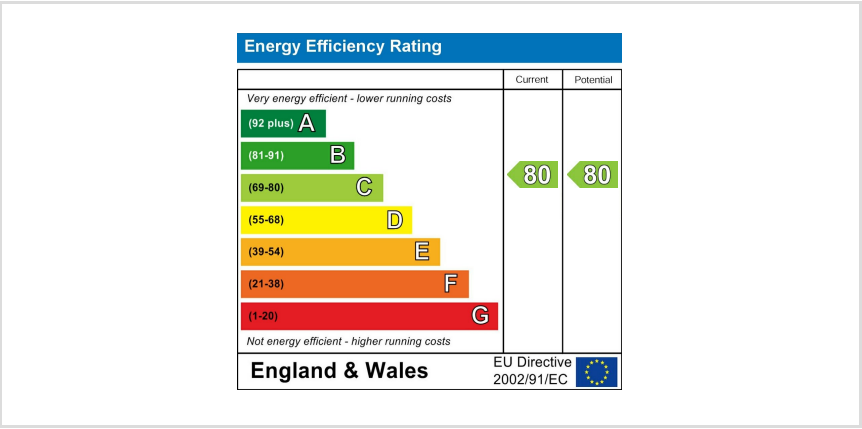 Energy Efficiency Rating
Current Potential
Very energy efficient - lower running costs
(92 plus) A
(81-91) B
(69-80) C
80 80
(55-68) D
(39-54) E
(21-38) F
(1-20) G
Not energy efficient - higher running costs
England & Wales
EU Directive
2002/91/EC